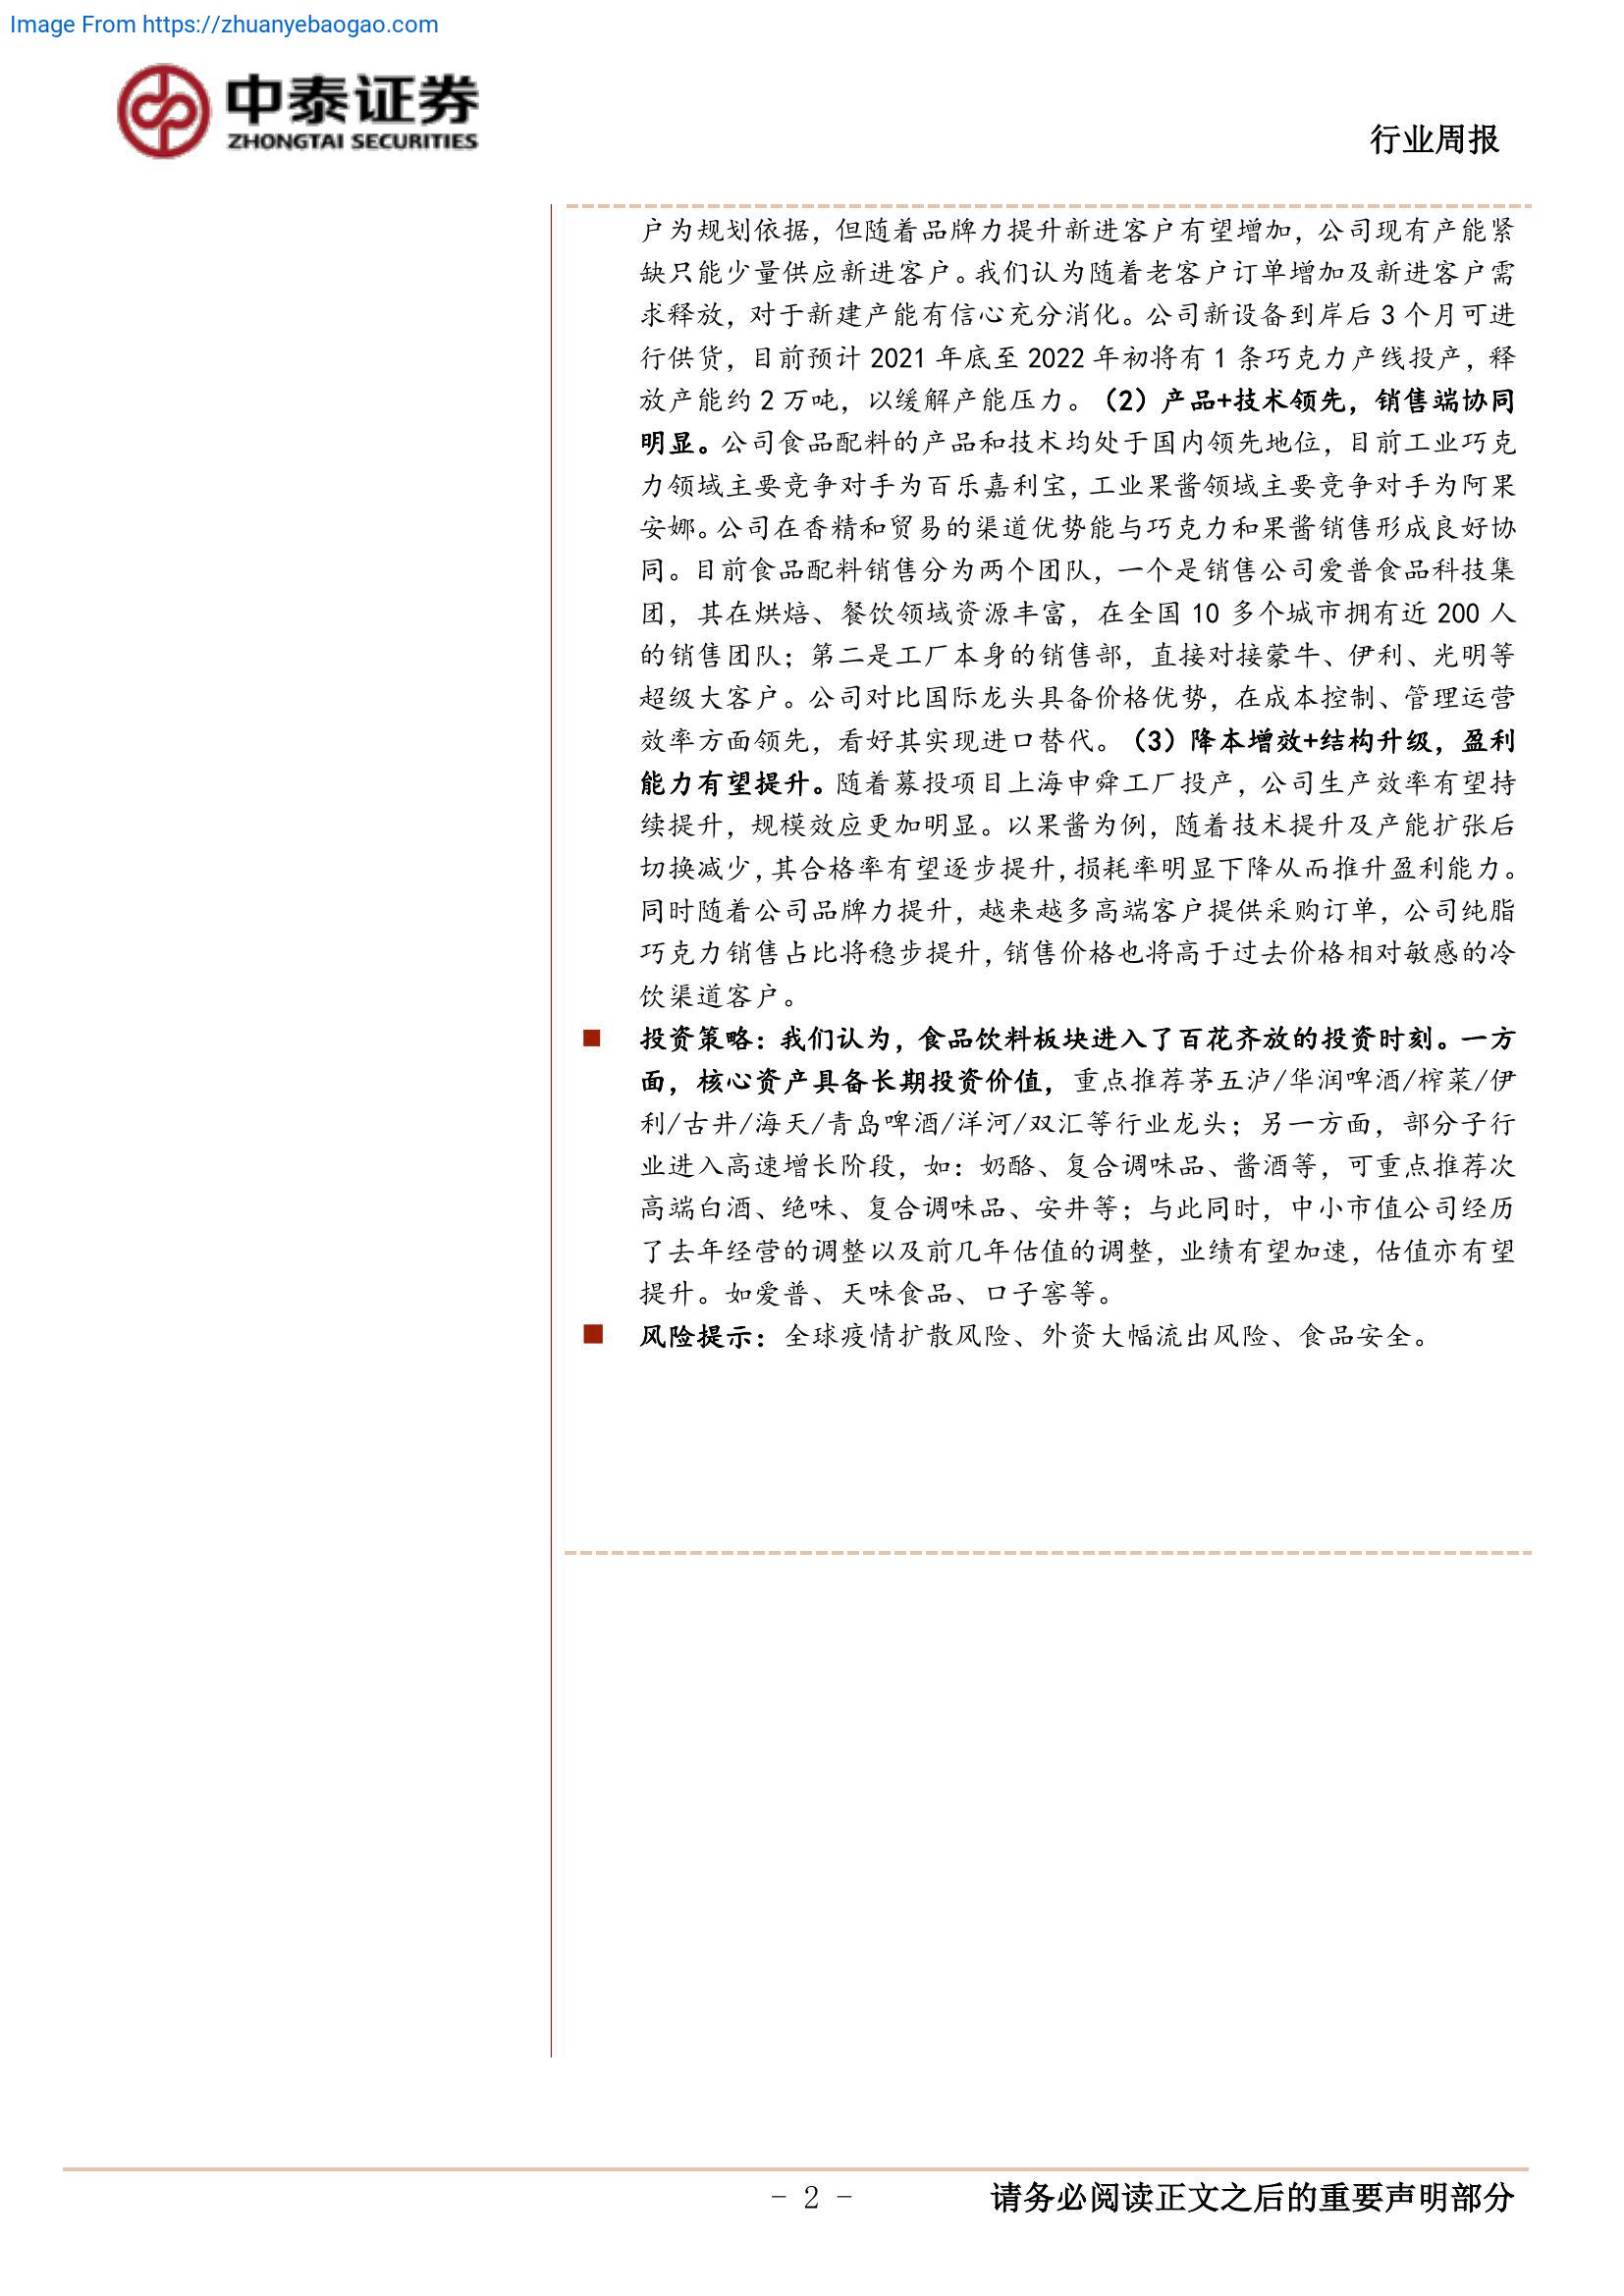 Image From https://zhuanyebaogao.com
中泰证券
ZHONGTAI SECURITIES
行业周报
户为规划依据，但随着品牌力提升新进客户有望增加，公司现有产能紧
缺只能少量供应新进客户。我们认为随着老客户订单增加及新进客户需
求释放，对于新建产能有信心充分消化。公司新设备到岸后 3 个月可进
行供货，目前预计 2021 年底至 2022 年初将有 1 条巧克力产线投产，释
放产能约 2 万吨，以缓解产能压力。（2）产品+技术领先，销售端协同
明显。公司食品配料的产品和技术均处于国内领先地位，目前工业巧克
力领域主要竞争对手为百乐嘉利宝，工业果酱领域主要竞争对手为阿果
安娜。公司在香精和贸易的渠道优势能与巧克力和果酱销售形成良好协
同。目前食品配料销售分为两个团队，一个是销售公司爱普食品科技集
团，其在烘焙、餐饮领域资源丰富，在全国 10 多个城市拥有近 200 人
的销售团队；第二是工厂本身的销售部，直接对接蒙牛、伊利、光明等
超级大客户。公司对比国际龙头具备价格优势，在成本控制、管理运营
效率方面领先，看好其实现进口替代。（3）降本增效+结构升级，盈利
能力有望提升。随着募投项目上海申舜工厂投产，公司生产效率有望持
续提升，规模效应更加明显。以果酱为例，随着技术提升及产能扩张后
切换减少，其合格率有望逐步提升，损耗率明显下降从而推升盈利能力。
同时随着公司品牌力提升，越来越多高端客户提供采购订单，公司纯脂
巧克力销售占比将稳步提升，销售价格也将高于过去价格相对敏感的冷
饮渠道客户。
■ 投资策略：我们认为，食品饮料板块进入了百花齐放的投资时刻。一方
面，核心资产具备长期投资价值，重点推荐茅五泸/华润啤酒/榨菜/伊
利/古井/海天/青岛啤酒/洋河/双汇等行业龙头；另一方面，部分子行
业进入高速增长阶段，如：奶酪、复合调味品、酱酒等，可重点推荐次
高端白酒、绝味、复合调味品、安井等；与此同时，中小市值公司经历
了去年经营的调整以及前几年估值的调整，业绩有望加速，估值亦有望
提升。如爱普、天味食品、口子窖等。
■ 风险提示：全球疫情扩散风险、外资大幅流出风险、食品安全。
- 2 -
请务必阅读正文之后的重要声明部分